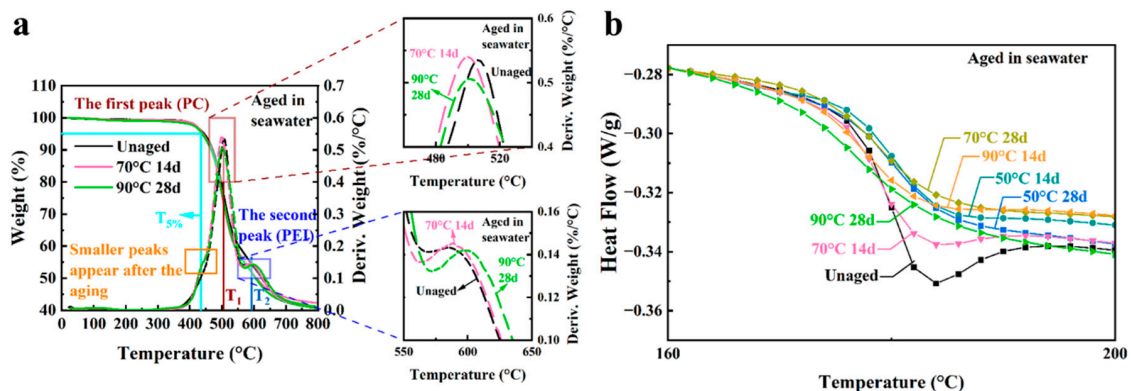 a
110
100
90
80
70
60
50
40
Weight (%)
The first peak (PC)
Aged in
seawater
Unaged
70°C 14d
90°C 28d
T5%
The second
peak (PEI)
Smaller peaks
appear after the
aging
T1
T2
0 200 400 600 800
Temperature (°C)
0.7
0.6
0.5
0.4
0.3
0.2
0.1
0.0
Deriv. Weight (%/°C)
Aged in
seawater
70°C 14d
Unaged
90°C
28d
0.6
0.5
0.4
Deriv. Weight (%/°C)
480 520
Temperature (°C)
70°C 14d
Aged in
seawater
90°C
28d
Unaged
0.16
0.14
0.12
0.10
Deriv. Weight (%/°C)
550 600 650
Temperature (°C)
b
Aged in seawater
−0.28
−0.30
−0.32
−0.34
−0.36
Heat Flow (W/g)
70°C 28d
90°C 14d
50°C 14d
50°C 28d
90°C 28d
70°C 14d
Unaged
160 200
Temperature (°C)